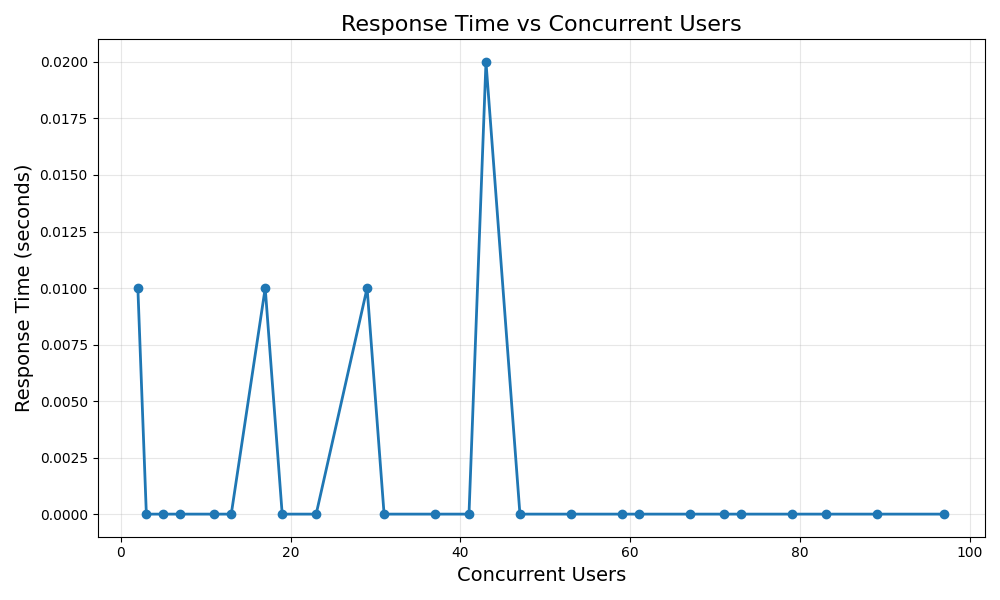 Response Time vs Concurrent Users
Response Time (seconds)
0.0200
0.0175
0.0150
0.0125
0.0100
0.0075
0.0050
0.0025
0.0000
0 20 40 60 80 100
Concurrent Users